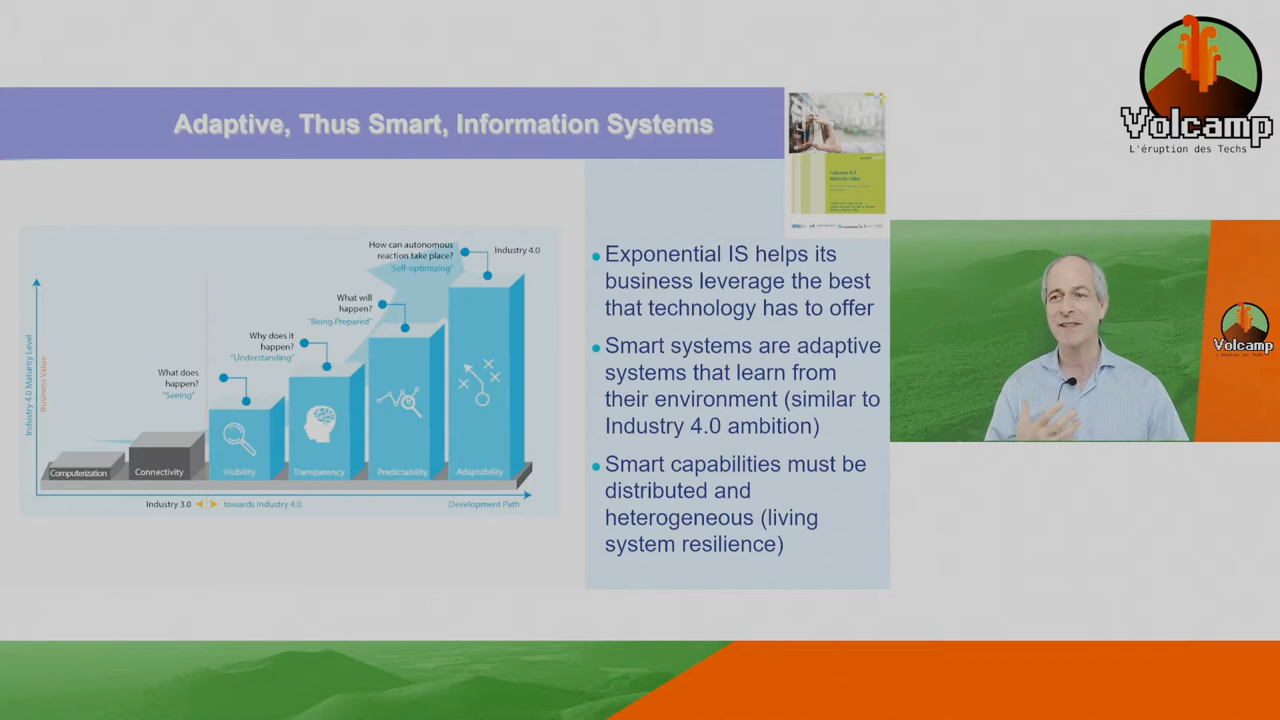 Adaptive, Thus Smart, Information Systems
Volcamp
L'éruption des Techs
Industry 4.0
Maturity Index
How can autonomous
reaction take place?
"Self-optimizing"
Industry 4.0
What will
happen?
"Being Prepared"
Why does it
happen?
"Understanding"
What does
happen?
"Seeing"
Industry 4.0 Maturity Level
Business Value
Computerization
Connectivity
Visibility
Transparency
Predictability
Adaptability
Industry 3.0
towards Industry 4.0
Development Path
Exponential IS helps its
business leverage the best
that technology has to offer
Smart systems are adaptive
systems that learn from
their environment (similar to
Industry 4.0 ambition)
Smart capabilities must be
distributed and
heterogeneous (living
system resilience)
Volcamp
L'éruption des Techs